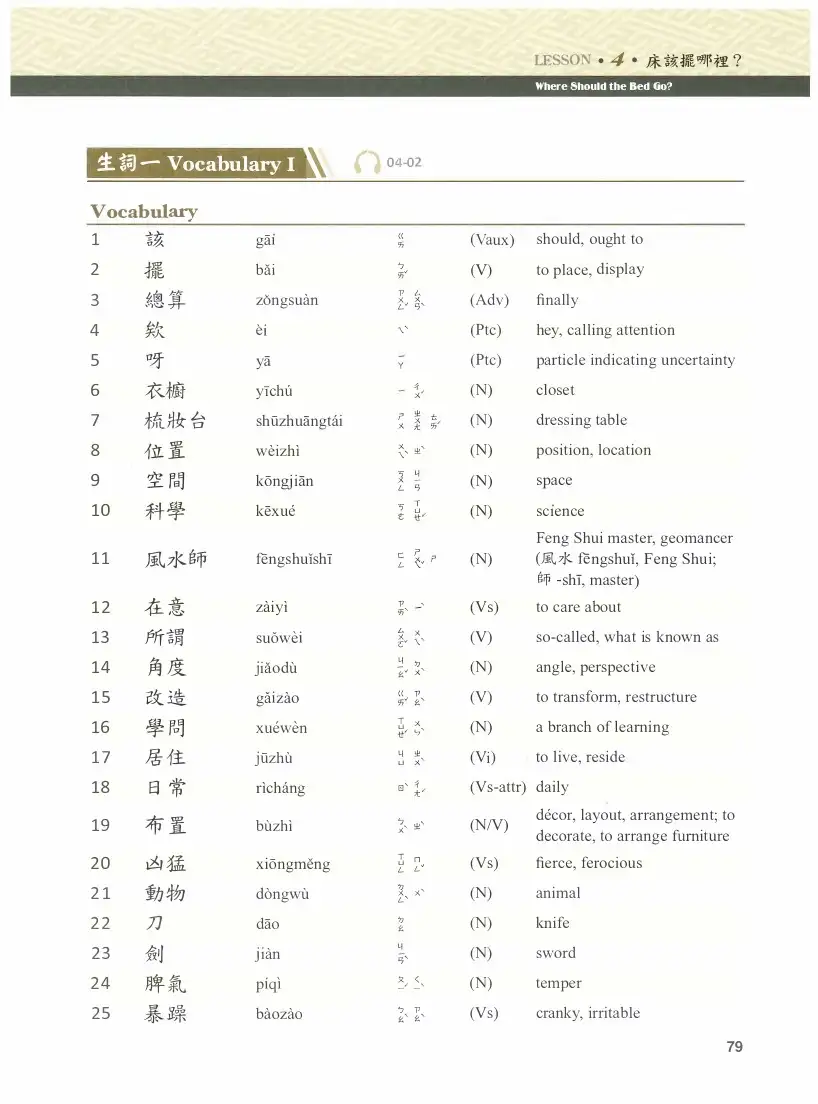 LESSON • 4 • 床該擺哪裡？
Where Should the Bed Go?
生詞一 Vocabulary I 04-02
Vocabulary
1 該 gāi ㄍㄞ (Vaux) should, ought to
2 擺 bǎi ㄅㄞˇ (V) to place, display
3 總算 zǒngsuàn ㄗㄨㄥˇ ㄙㄨㄢˋ (Adv) finally
4 欸 èi ㄟˋ (Ptc) hey, calling attention
5 呀 yā ㄧㄚ (Ptc) particle indicating uncertainty
6 衣櫥 yīchú ㄧ ㄔㄨˊ (N) closet
7 梳妝台 shūzhuāngtái ㄕㄨ ㄓㄨㄤ ㄊㄞˊ (N) dressing table
8 位置 wèizhì ㄨㄟˋ ㄓˋ (N) position, location
9 空間 kōngjiān ㄎㄨㄥ ㄐㄧㄢ (N) space
10 科學 kēxué ㄎㄜ ㄒㄩㄝˊ (N) science
11 風水師 fēngshuǐshī ㄈㄥ ㄕㄨㄟˇ ㄕ (N) Feng Shui master, geomancer
(風水 fēngshuǐ, Feng Shui;
師 -shī, master)
12 在意 zàiyì ㄗㄞˋ ㄧˋ (Vs) to care about
13 所謂 suǒwèi ㄙㄨㄛˇ ㄨㄟˋ (V) so-called, what is known as
14 角度 jiǎodù ㄐㄧㄠˇ ㄉㄨˋ (N) angle, perspective
15 改造 gǎizào ㄍㄞˇ ㄗㄠˋ (V) to transform, restructure
16 學問 xuéwèn ㄒㄩㄝˊ ㄨㄣˋ (N) a branch of learning
17 居住 jūzhù ㄐㄩ ㄓㄨˋ (Vi) to live, reside
18 日常 rìcháng ㄖˋ ㄔㄤˊ (Vs-attr) daily
19 布置 bùzhì ㄅㄨˋ ㄓˋ (N/V) décor, layout, arrangement; to
decorate, to arrange furniture
20 凶猛 xiōngměng ㄒㄩㄥ ㄇㄥˇ (Vs) fierce, ferocious
21 動物 dòngwù ㄉㄨㄥˋ ㄨˋ (N) animal
22 刀 dāo ㄉㄠ (N) knife
23 劍 jiàn ㄐㄧㄢˋ (N) sword
24 脾氣 píqì ㄆㄧˊ ㄑㄧˋ (N) temper
25 暴躁 bàozào ㄅㄠˋ ㄗㄠˋ (Vs) cranky, irritable
79